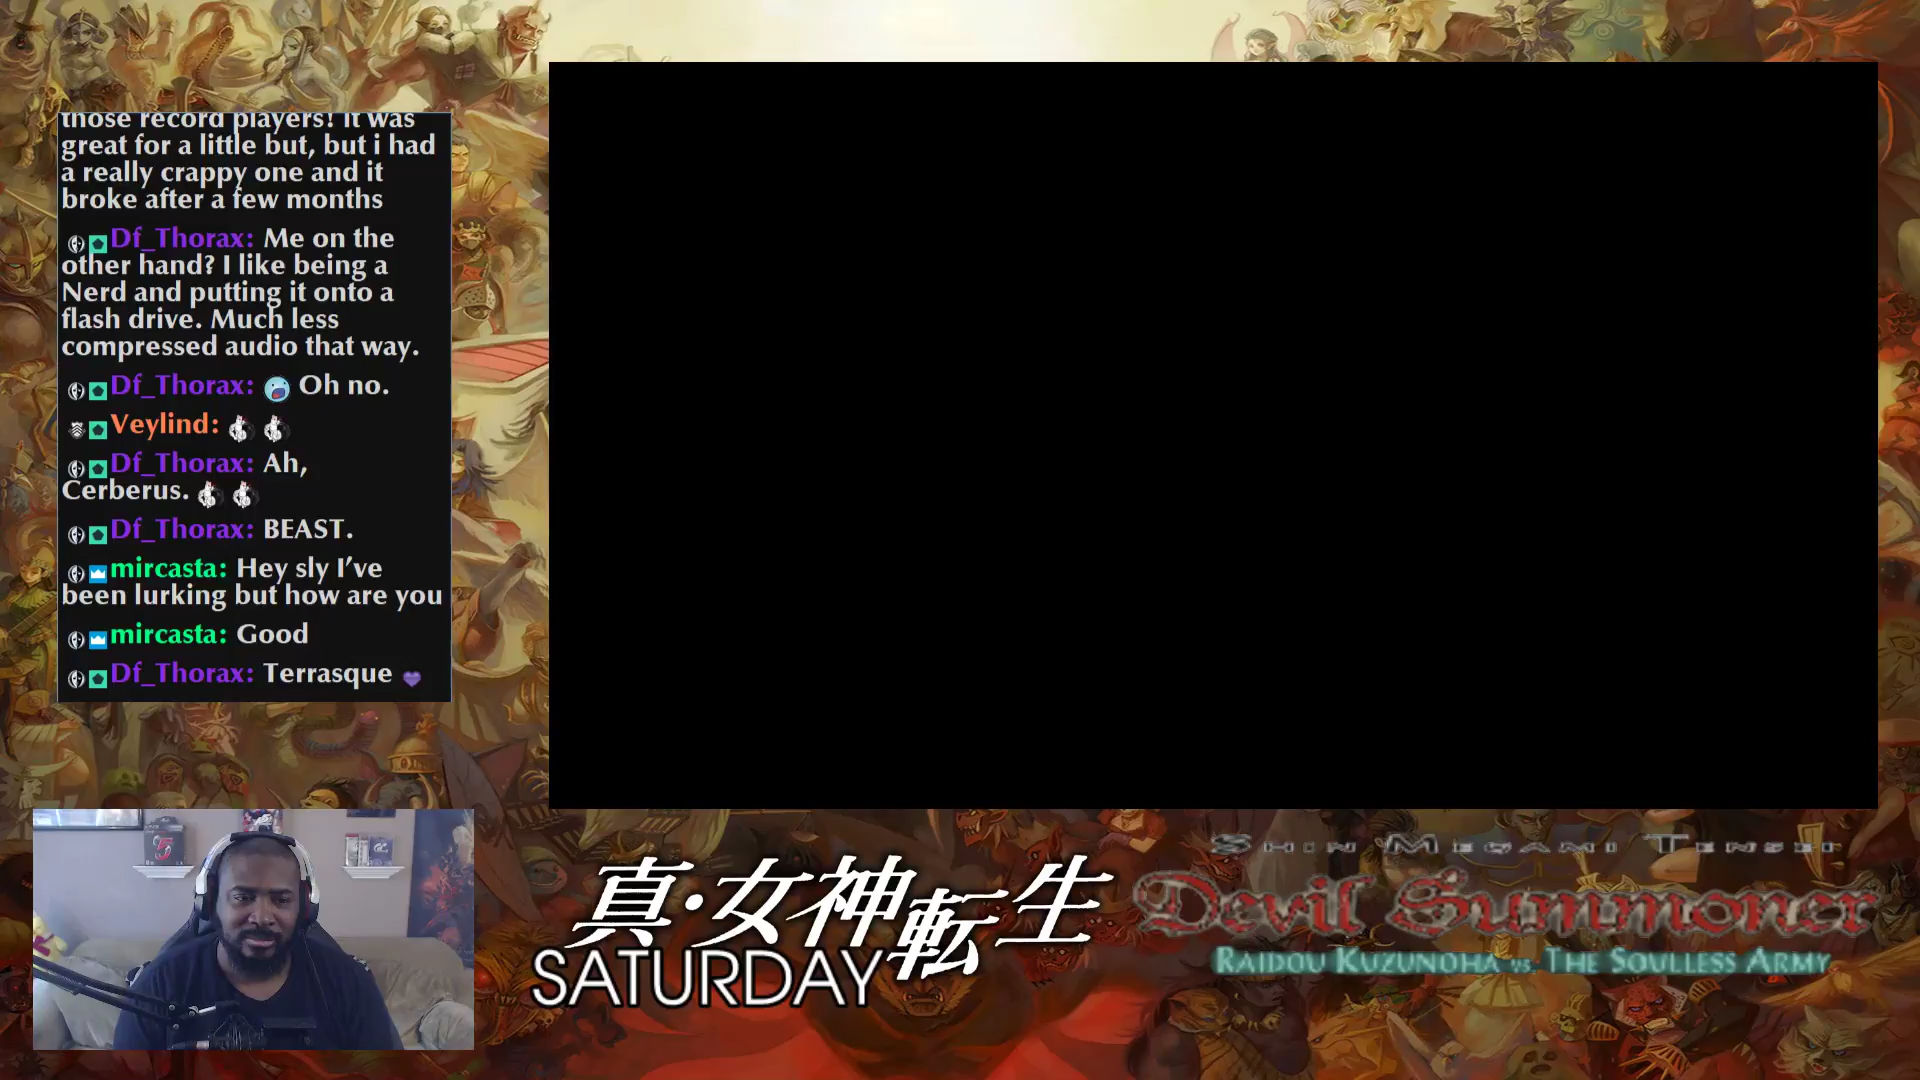 those record players! It was
great for a little but, but i had
a really crappy one and it
broke after a few months
Df_Thorax: Me on the
other hand? I like being a
Nerd and putting it onto a
flash drive. Much less
compressed audio that way.
Df_Thorax: Oh no.
Veylind:
Df_Thorax: Ah,
Cerberus.
Df_Thorax: BEAST.
mircasta: Hey sly I've
been lurking but how are you
mircasta: Good
Df_Thorax: Terrasque
真・女神転生
SATURDAY
Shin Megami Tensei
Devil Summoner
Raidou Kuzunoha vs. The Soulless Army